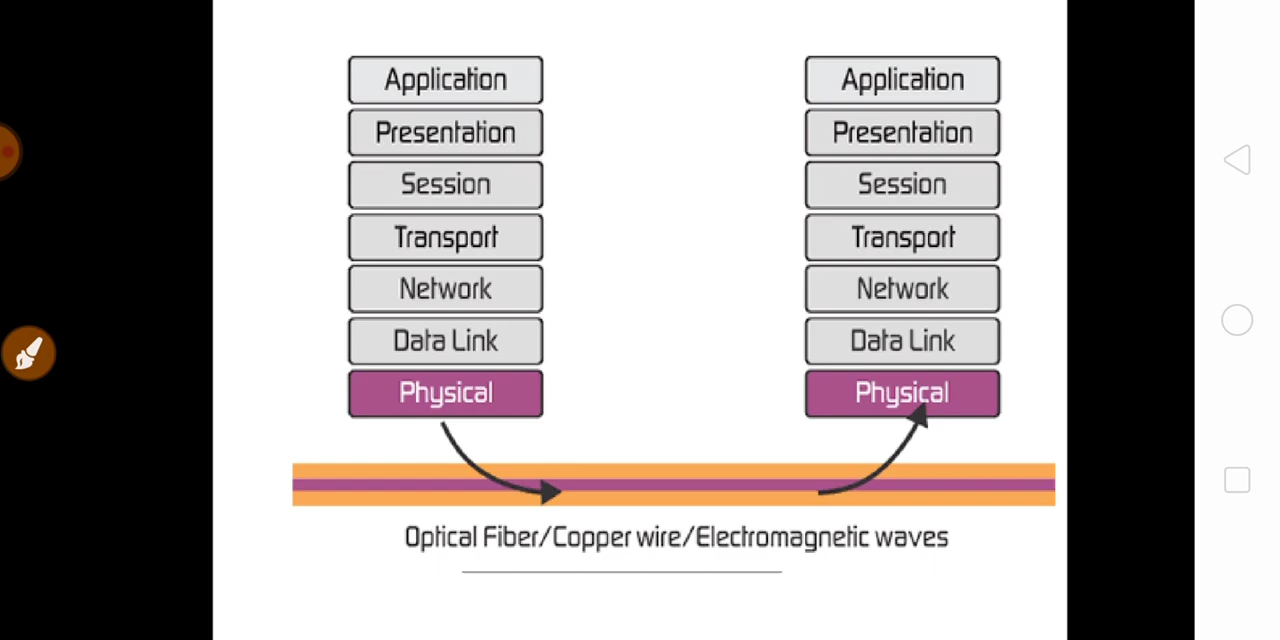 Application
Presentation
Session
Transport
Network
Data Link
Physical
Application
Presentation
Session
Transport
Network
Data Link
Physical
Optical Fiber/Copper wire/Electromagnetic waves